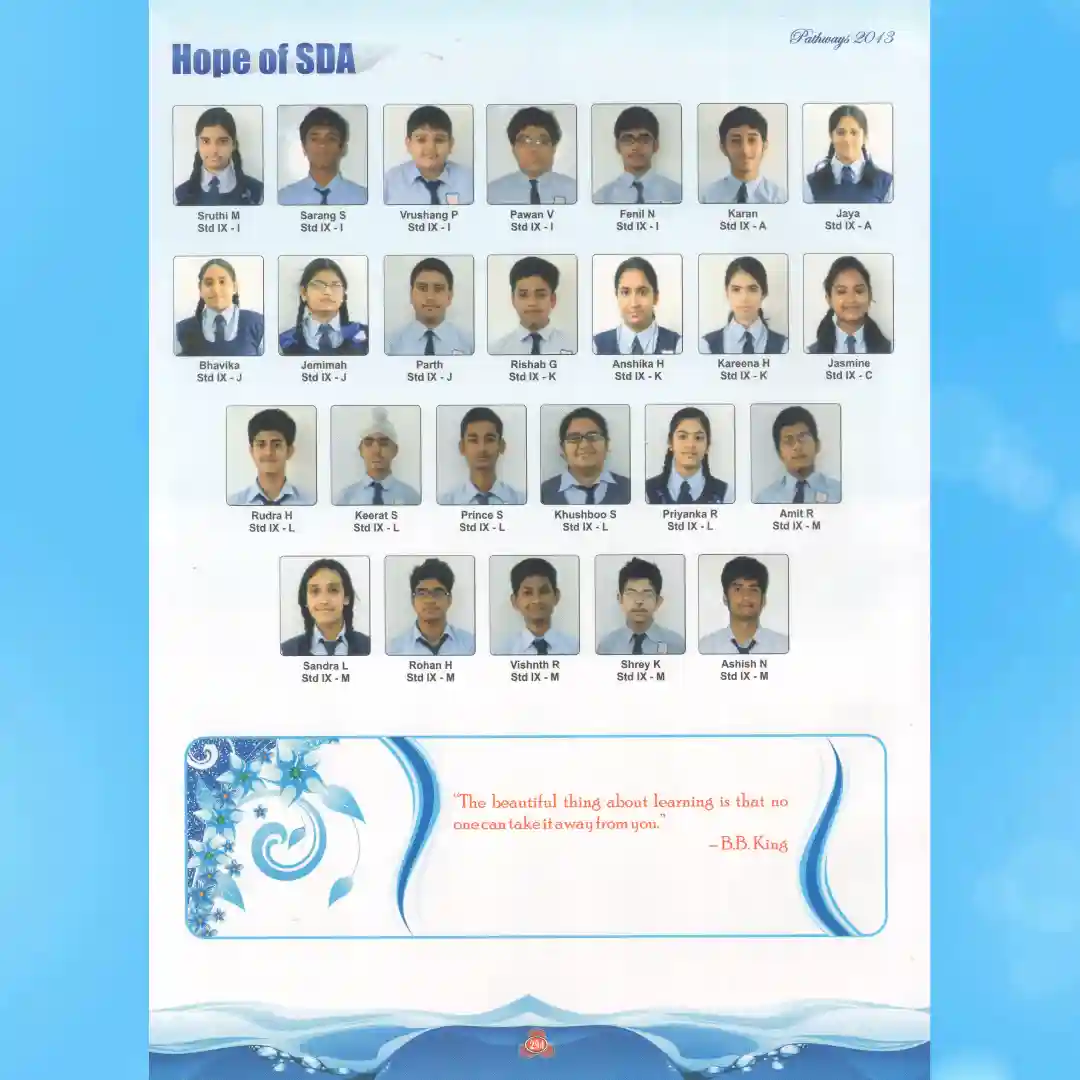 Pathways 2013
Hope of SDA
Sruthi M
Std IX - I
Sarang S
Std IX - I
Vrushang P
Std IX - I
Pawan V
Std IX - I
Fenil N
Std IX - I
Karan
Std IX - A
Jaya
Std IX - A
Bhavika
Std IX - J
Jemimah
Std IX - J
Parth
Std IX - J
Rishab G
Std IX - K
Anshika H
Std IX - K
Kareena H
Std IX - K
Jasmine
Std IX - C
Rudra H
Std IX - L
Keerat S
Std IX - L
Prince S
Std IX - L
Khushboo S
Std IX - L
Priyanka R
Std IX - L
Amit R
Std IX - M
Sandra L
Std IX - M
Rohan H
Std IX - M
Vishnth R
Std IX - M
Shrey K
Std IX - M
Ashish N
Std IX - M
“The beautiful thing about learning is that no
one can take it away from you.”
– B.B. King
294